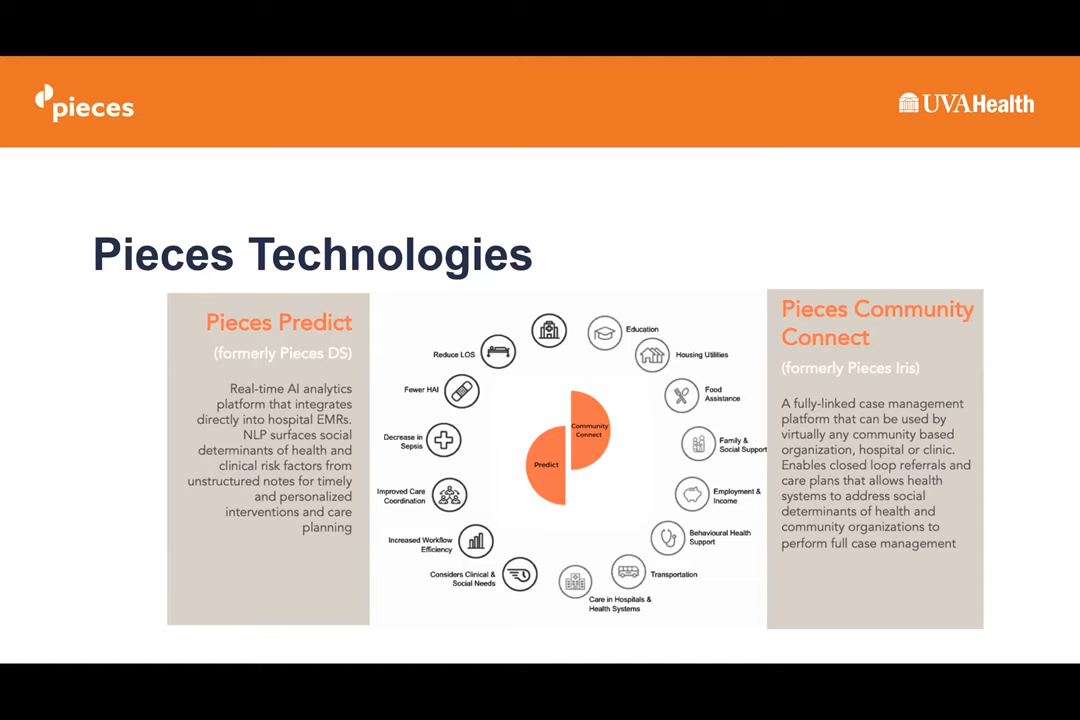 pieces
UVAHealth
Pieces Technologies
Pieces Predict
(formerly Pieces DS)
Real-time AI analytics
platform that integrates
directly into hospital EMRs.
NLP surfaces social
determinants of health and
clinical risk factors from
unstructured notes for timely
and personalized
interventions and care
planning
Reduce LOS
Fewer HAI
Decrease in
Sepsis
Improved Care
Coordination
Increased Workflow
Efficiency
Considers Clinical &
Social Needs
Predict
Community
Connect
Education
Housing Utilities
Food
Assistance
Family &
Social Support
Employment &
Income
Behavioural Health
Support
Transportation
Care in Hospitals &
Health Systems
Pieces Community
Connect
(formerly Pieces Iris)
A fully-linked case management
platform that can be used by
virtually any community based
organization, hospital or clinic.
Enables closed loop referrals and
care plans that allows health
systems to address social
determinants of health and
community organizations to
perform full case management